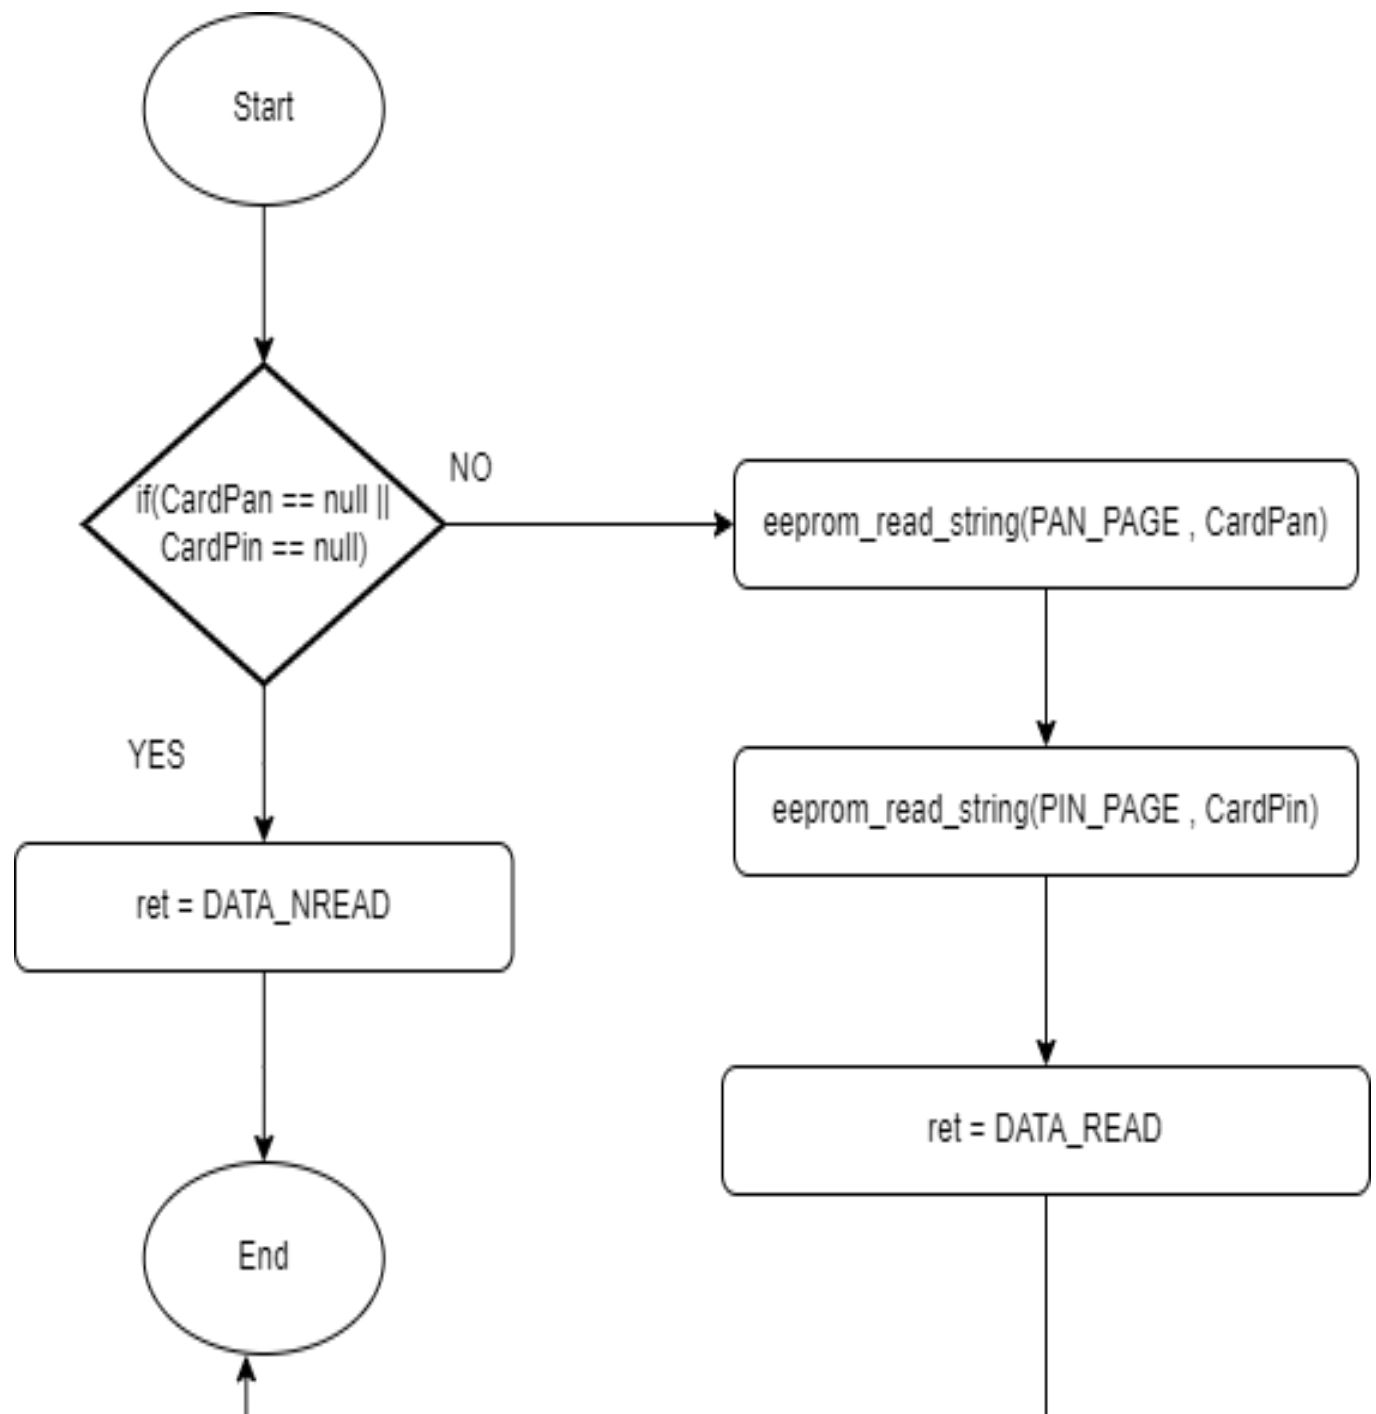 Start
if(CardPan == null ||
CardPin == null)
NO
eeprom_read_string(PAN_PAGE , CardPan)
YES
eeprom_read_string(PIN_PAGE , CardPin)
ret = DATA_NREAD
ret = DATA_READ
End